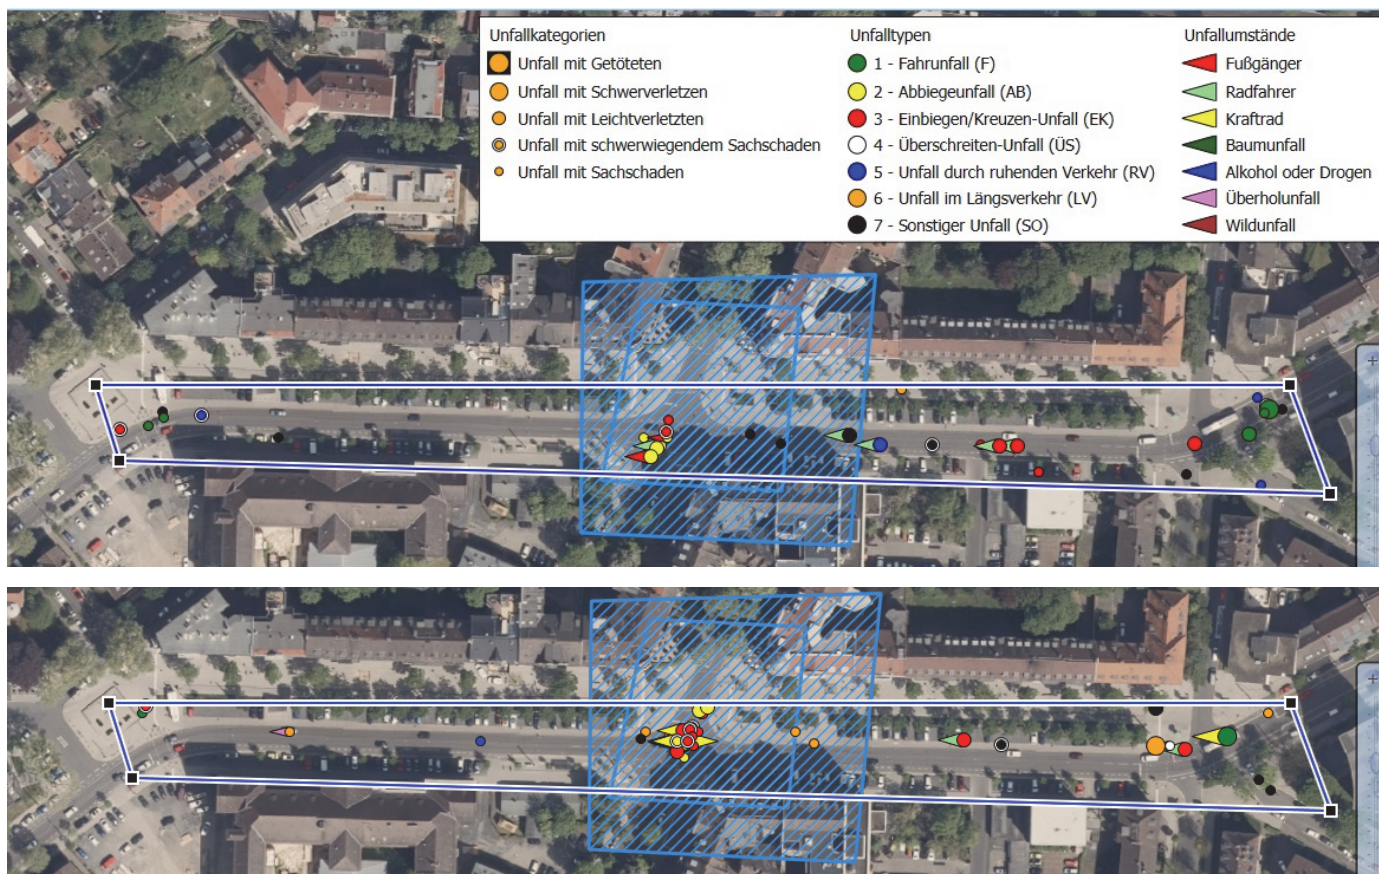 Unfallkategorien
Unfall mit Getöteten
Unfall mit Schwerverletzen
Unfall mit Leichtverletzten
Unfall mit schwerwiegendem Sachschaden
Unfall mit Sachschaden
Unfalltypen
1 - Fahrunfall (F)
2 - Abbiegeunfall (AB)
3 - Einbiegen/Kreuzen-Unfall (EK)
4 - Überschreiten-Unfall (ÜS)
5 - Unfall durch ruhenden Verkehr (RV)
6 - Unfall im Längsverkehr (LV)
7 - Sonstiger Unfall (SO)
Unfallumstände
Fußgänger
Radfahrer
Kraftrad
Baumunfall
Alkohol oder Drogen
Überholunfall
Wildunfall